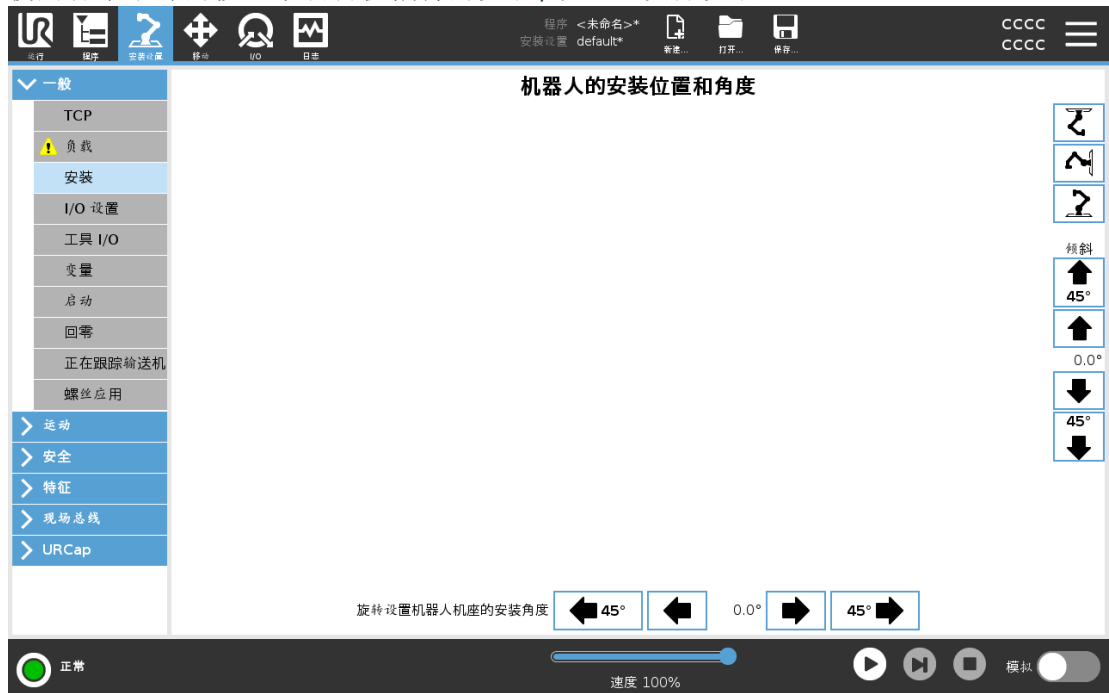 程序 <未命名>*
安装设置 default*
新建...
打开...
保存...
CCCC
CCCC
运行
程序
安装设置
移动
I/O
日志
一般
TCP
负载
安装
I/O 设置
工具 I/O
变量
启动
回零
正在跟踪输送机
螺丝应用
运动
安全
特征
现场总线
URCap
机器人的安装位置和角度
倾斜
45°
0.0°
45°
旋转设置机器人机座的安装角度
45°
0.0°
45°
正常
速度 100%
模拟